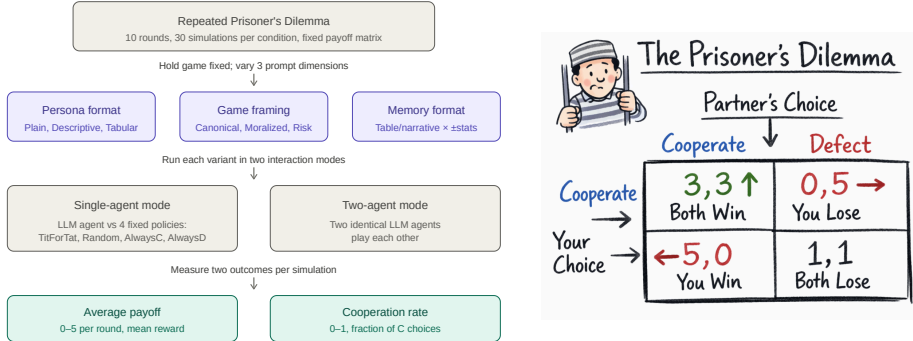 Repeated Prisoner's Dilemma
10 rounds, 30 simulations per condition, fixed payoff matrix
Hold game fixed; vary 3 prompt dimensions
Persona format
Plain, Descriptive, Tabular
Game framing
Canonical, Moralized, Risk
Memory format
Table/narrative × ±stats
Run each variant in two interaction modes
Single-agent mode
LLM agent vs 4 fixed policies:
TitForTat, Random, AlwaysC, AlwaysD
Two-agent mode
Two identical LLM agents
play each other
Measure two outcomes per simulation
Average payoff
0–5 per round, mean reward
Cooperation rate
0–1, fraction of C choices
The Prisoner's Dilemma
Partner's Choice
Cooperate
Defect
Cooperate
3,3
Both Win
0,5
You Lose
Your
Choice
5,0
You Win
1,1
Both Lose